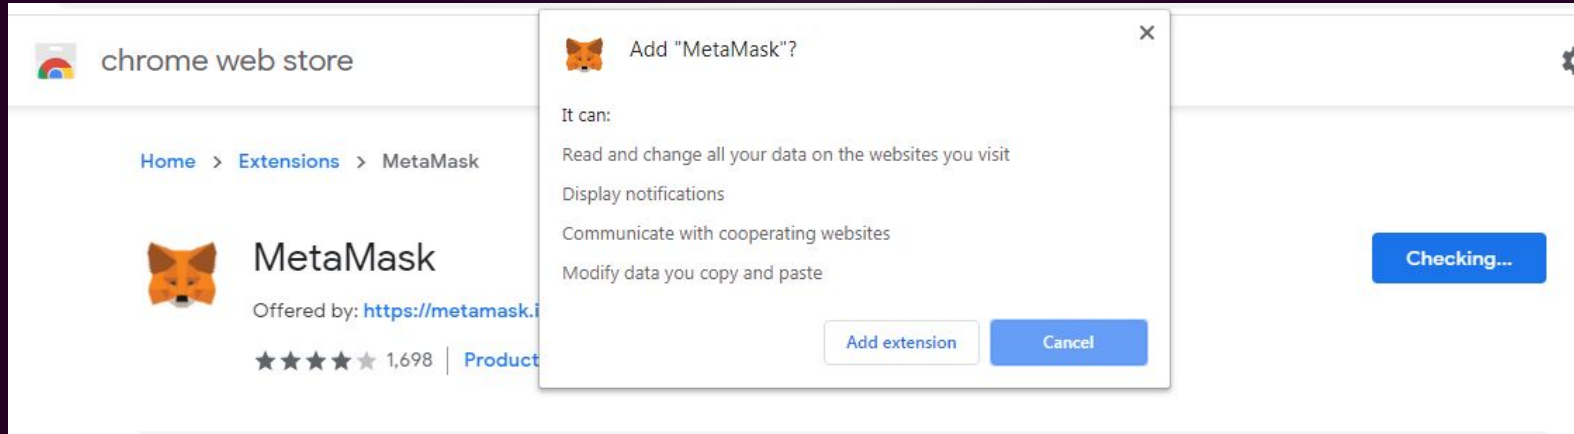 chrome web store
Add "MetaMask"?
It can:
Read and change all your data on the websites you visit
Display notifications
Communicate with cooperating websites
Modify data you copy and paste
Add extension Cancel
Home > Extensions > MetaMask
MetaMask
Checking...
Offered by: https://metamask.i
1,698 | Product